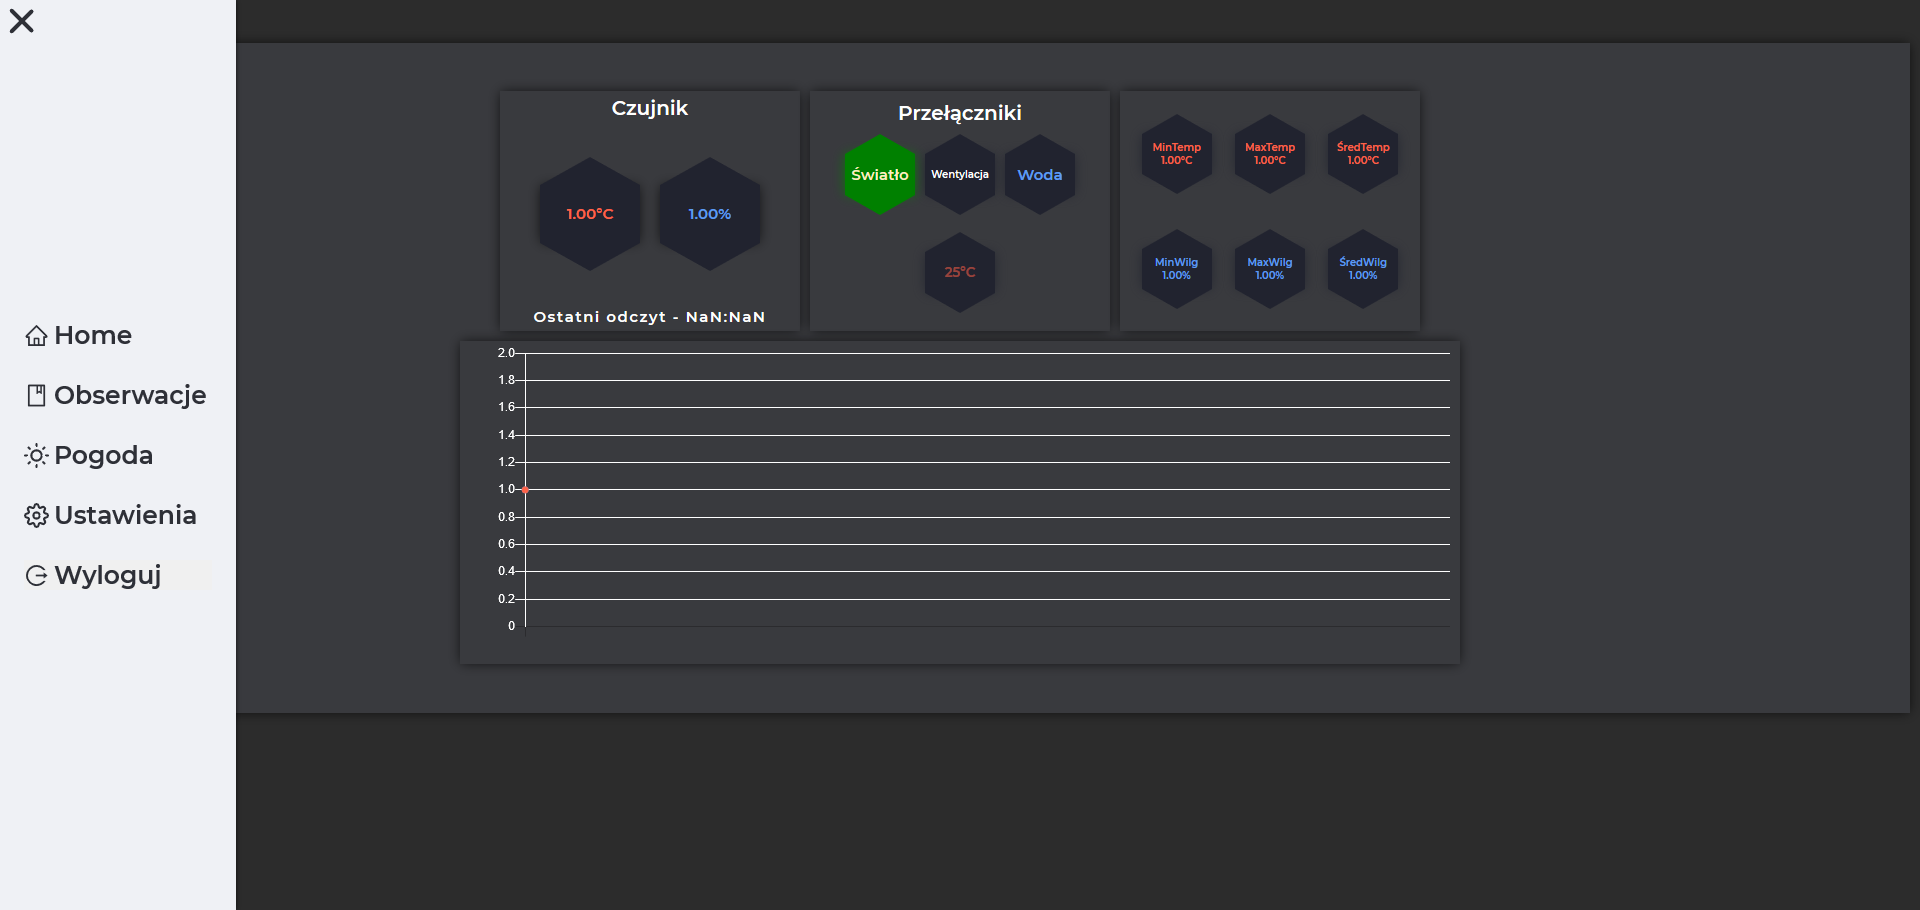 Home
Obserwacje
Pogoda
Ustawienia
Wyloguj
Czujnik
1.00°C
1.00%
Ostatni odczyt - NaN:NaN
Przełączniki
Światło
Wentylacja
Woda
25°C
MinTemp
1.00°C
MaxTemp
1.00°C
ŚredTemp
1.00°C
MinWilg
1.00%
MaxWilg
1.00%
ŚredWilg
1.00%
2.0
1.8
1.6
1.4
1.2
1.0
0.8
0.6
0.4
0.2
0